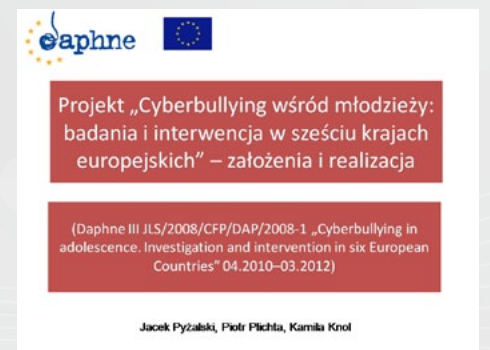 daphne
Projekt „Cyberbullying wśród młodzieży:
badania i interwencja w sześciu krajach
europejskich” – założenia i realizacja
(Daphne III JLS/2008/CFP/DAP/2008-1 „Cyberbullying in
adolescence. Investigation and intervention in six European
Countries” 04.2010–03.2012)
Jacek Pyżalski, Piotr Plichta, Kamila Knol